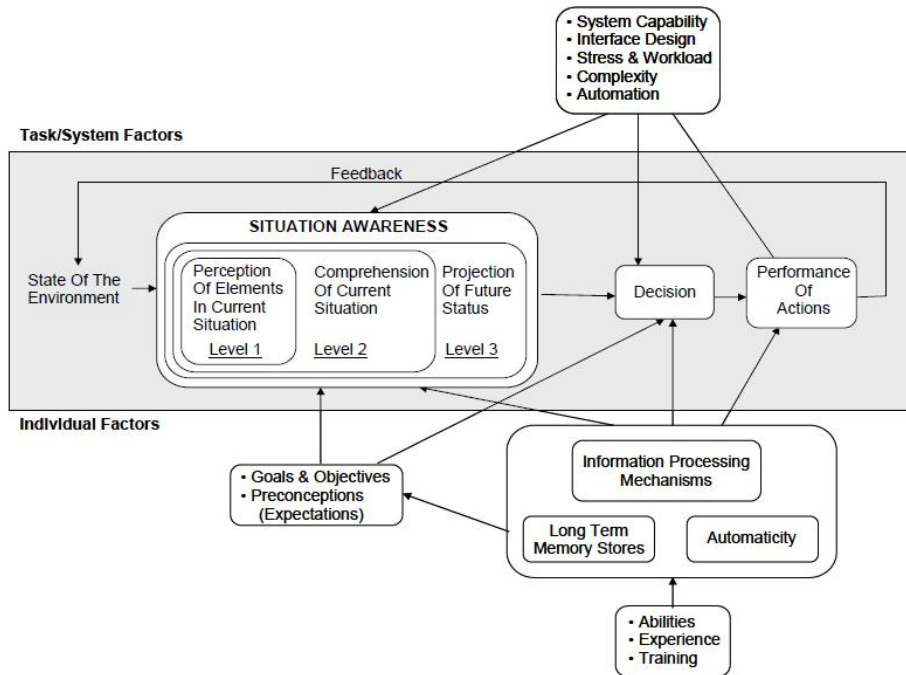 • System Capability
• Interface Design
• Stress & Workload
• Complexity
• Automation
Task/System Factors
Feedback
SITUATION AWARENESS
State Of The
Environment
Perception
Of Elements
In Current
Situation
Level 1
Comprehension
Of Current
Situation
Level 2
Projection
Of Future
Status
Level 3
Decision
Performance
Of
Actions
Individual Factors
• Goals & Objectives
• Preconceptions
(Expectations)
Information Processing
Mechanisms
Long Term
Memory Stores
Automaticity
• Abilities
• Experience
• Training